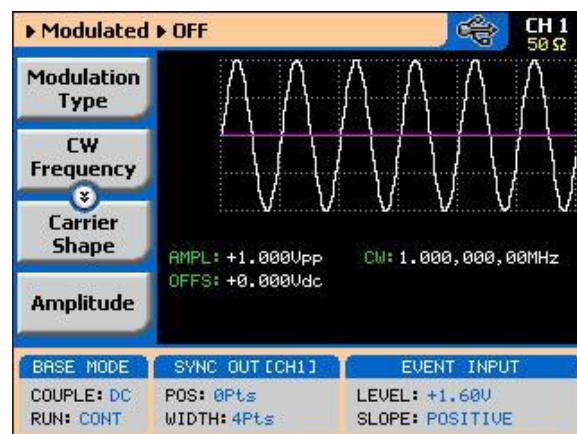 ▸ Modulated ▸ OFF
CH 1
50 Ω
Modulation
Type
CW
Frequency
Carrier
Shape
Amplitude
AMPL: +1.000Vpp
CW: 1.000,000,00MHz
OFFS: +0.000Vdc
BASE MODE
COUPLE: DC
RUN: CONT
SYNC OUT [CH1]
POS: 0Pts
WIDTH: 4Pts
EVENT INPUT
LEVEL: +1.60V
SLOPE: POSITIVE